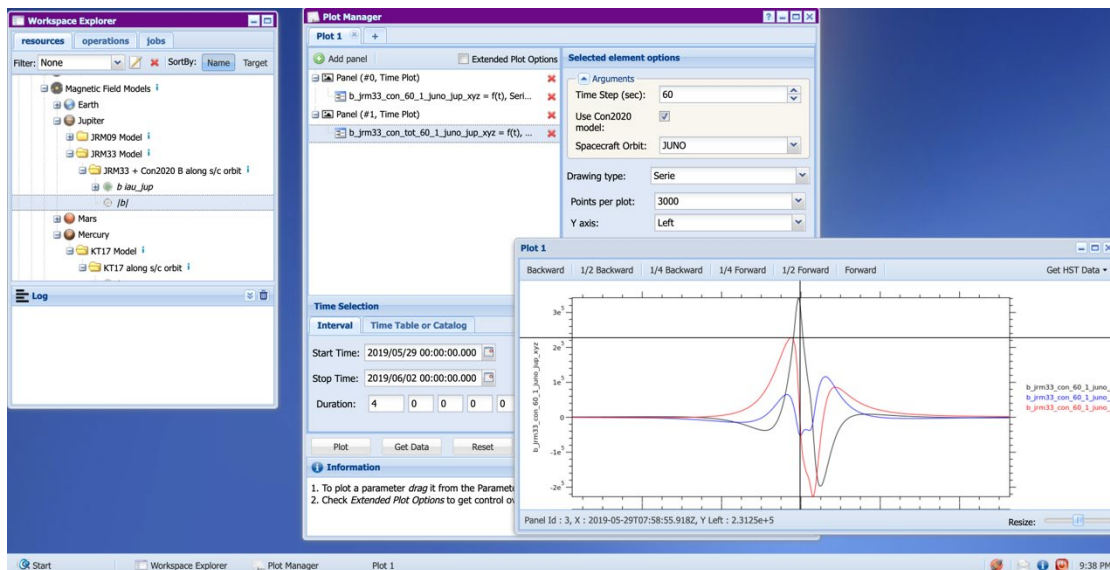 Workspace Explorer
resources operations jobs
Filter: None SortBy: Name Target
Magnetic Field Models i
Earth
Jupiter
JRM09 Model i
JRM33 Model i
JRM33 + Con2020 B along s/c orbit i
b iau_jup
|b|
Mars
Mercury
KT17 Model i
KT17 along s/c orbit i
Log
Plot Manager
Plot 1 +
Add panel Extended Plot Options
Panel (#0, Time Plot)
b_jrm33_con_60_1_juno_jup_xyz = f(t), Seri...
Panel (#1, Time Plot)
b_jrm33_con_tot_60_1_juno_jup_xyz = f(t), ...
Selected element options
Arguments
Time Step (sec): 60
Use Con2020
model:
Spacecraft Orbit: JUNO
Drawing type: Serie
Points per plot: 3000
Y axis: Left
Time Selection
Interval Time Table or Catalog
Start Time: 2019/05/29 00:00:00.000
Stop Time: 2019/06/02 00:00:00.000
Duration: 4 0 0 0 0
Plot Get Data Reset
Information
1. To plot a parameter drag it from the Paramet
2. Check Extended Plot Options to get control ov
Plot 1
Backward 1/2 Backward 1/4 Backward 1/4 Forward 1/2 Forward Forward Get HST Data
3e5
2e5
1e5
0
-1e5
-2e5
b_jrm33_con_60_1_juno_jup_xyz
b_jrm33_con_60_1_juno_
b_jrm33_con_60_1_juno_
b_jrm33_con_60_1_juno_
Panel Id : 3, X : 2019-05-29T07:58:55.918Z, Y Left : 2.3125e+5 Resize:
Start Workspace Explorer Plot Manager Plot 1 9:38 PM